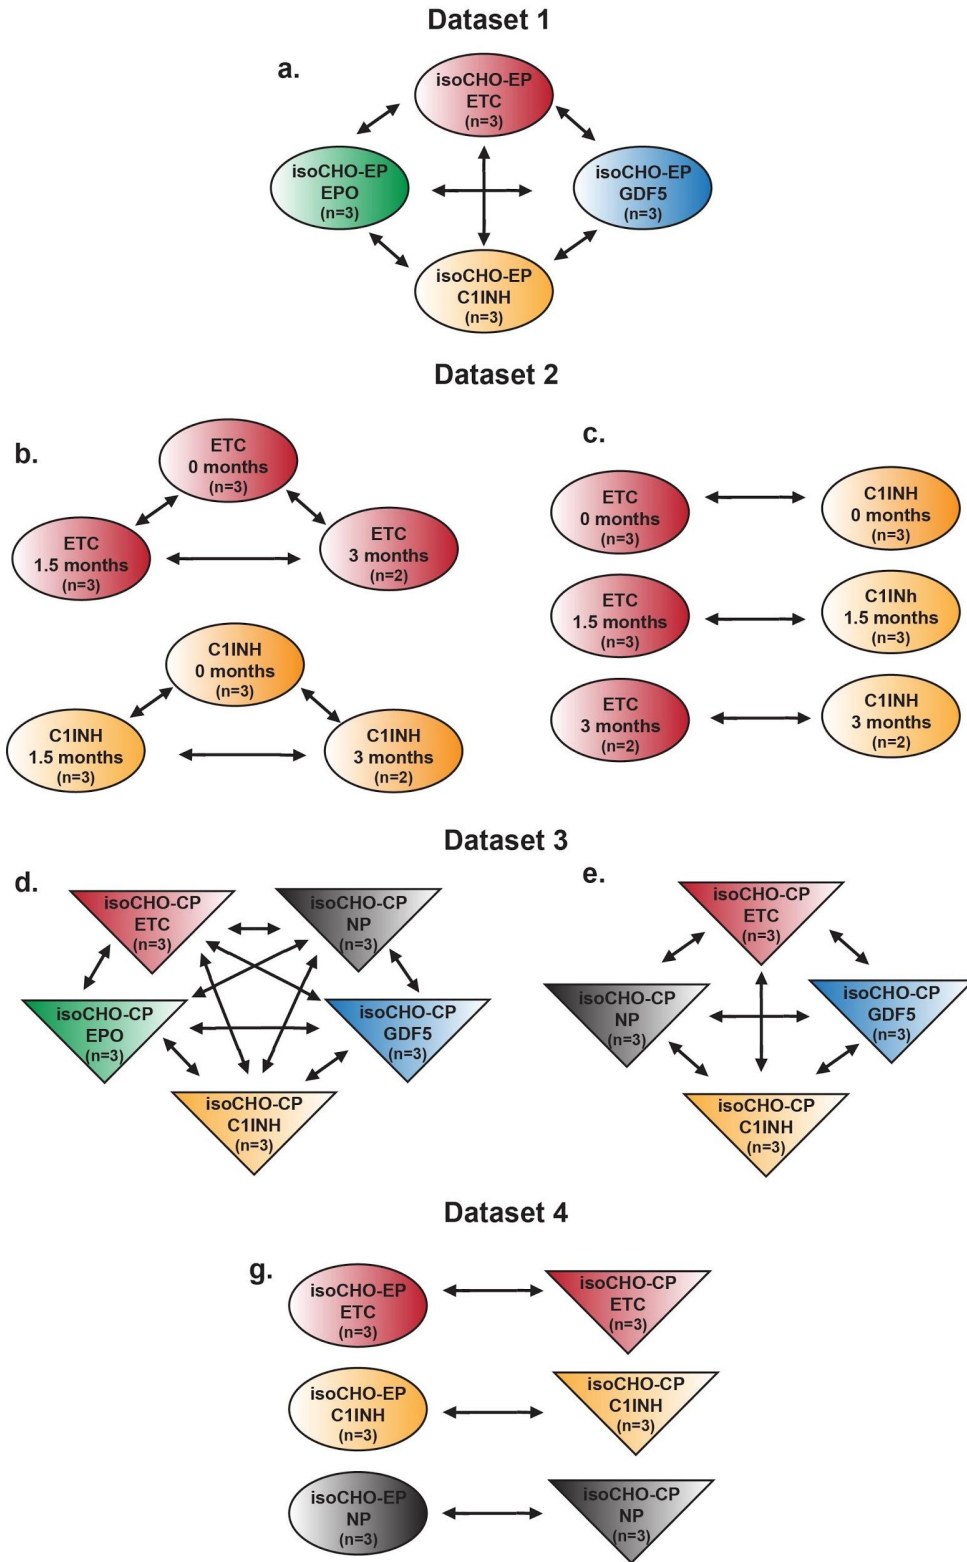 Dataset 1
a.
isoCHO-EP
ETC
(n=3)
isoCHO-EP
EPO
(n=3)
isoCHO-EP
GDF5
(n=3)
isoCHO-EP
C1INH
(n=3)
Dataset 2
b.
ETC
0 months
(n=3)
ETC
1.5 months
(n=3)
ETC
3 months
(n=2)
C1INH
0 months
(n=3)
C1INH
1.5 months
(n=3)
C1INH
3 months
(n=2)
c.
ETC
0 months
(n=3)
C1INH
0 months
(n=3)
ETC
1.5 months
(n=3)
C1INh
1.5 months
(n=3)
ETC
3 months
(n=2)
C1INH
3 months
(n=2)
Dataset 3
d.
isoCHO-CP
ETC
(n=3)
isoCHO-CP
NP
(n=3)
isoCHO-CP
EPO
(n=3)
isoCHO-CP
GDF5
(n=3)
isoCHO-CP
C1INH
(n=3)
e.
isoCHO-CP
ETC
(n=3)
isoCHO-CP
NP
(n=3)
isoCHO-CP
GDF5
(n=3)
isoCHO-CP
C1INH
(n=3)
Dataset 4
g.
isoCHO-EP
ETC
(n=3)
isoCHO-CP
ETC
(n=3)
isoCHO-EP
C1INH
(n=3)
isoCHO-CP
C1INH
(n=3)
isoCHO-EP
NP
(n=3)
isoCHO-CP
NP
(n=3)